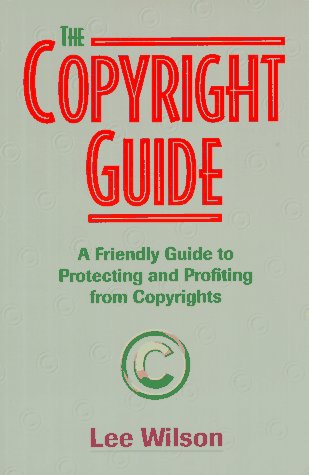 THE
COPYRIGHT
GUIDE
A Friendly Guide to
Protecting and Profiting
from Copyrights
©
Lee Wilson